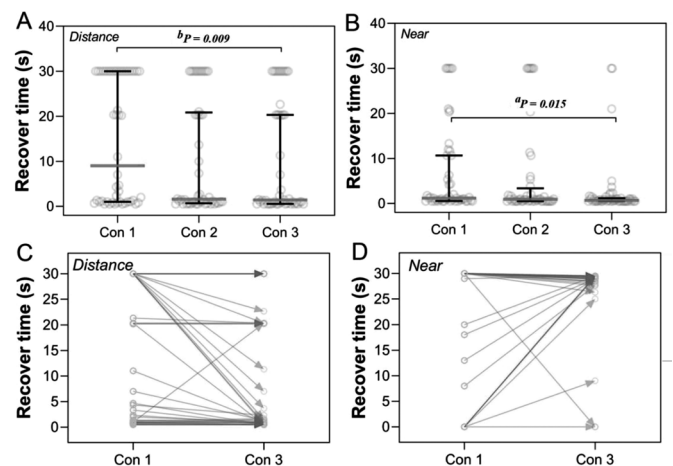 A
Distance
bP = 0.009
Recover time (s)
40
30
20
10
0
Con 1
Con 2
Con 3
B
Near
aP = 0.015
Recover time (s)
40
30
20
10
0
Con 1
Con 2
Con 3
C
Distance
Recover time (s)
30
25
20
15
10
5
0
Con 1
Con 3
D
Near
Recover time (s)
30
25
20
15
10
5
0
Con 1
Con 3